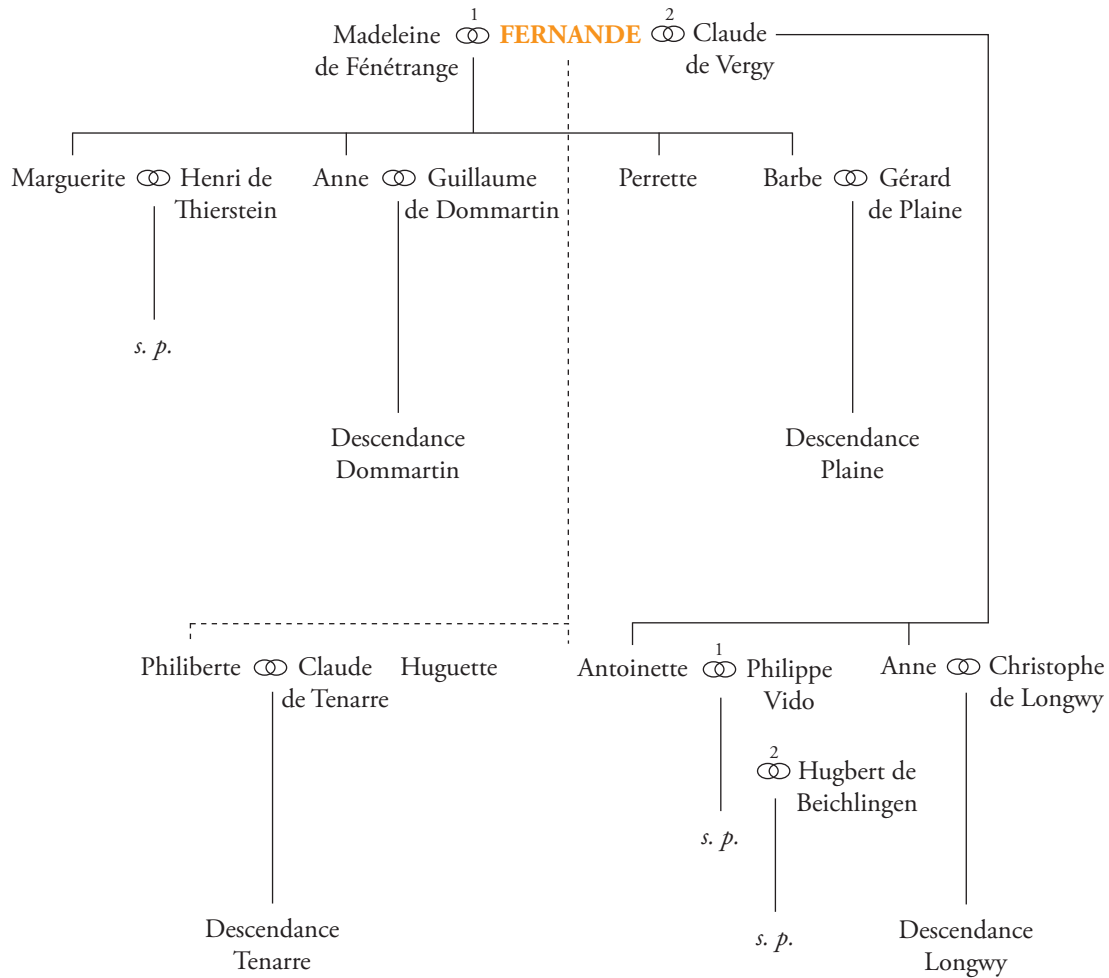 1
2
Madeleine
de Fénétrange
FERNANDE
Claude
de Vergy
Marguerite
Henri de
Thierstein
Anne
Guillaume
de Dommartin
Perrette
Barbe
Gérard
de Plaine
s. p.
Descendance
Dommartin
Descendance
Plaine
Philiberte
Claude
de Tenarre
Huguette
Antoinette
1
Philippe
Vido
Anne
Christophe
de Longwy
2
Hugbert de
Beichlingen
s. p.
Descendance
Tenarre
s. p.
Descendance
Longwy